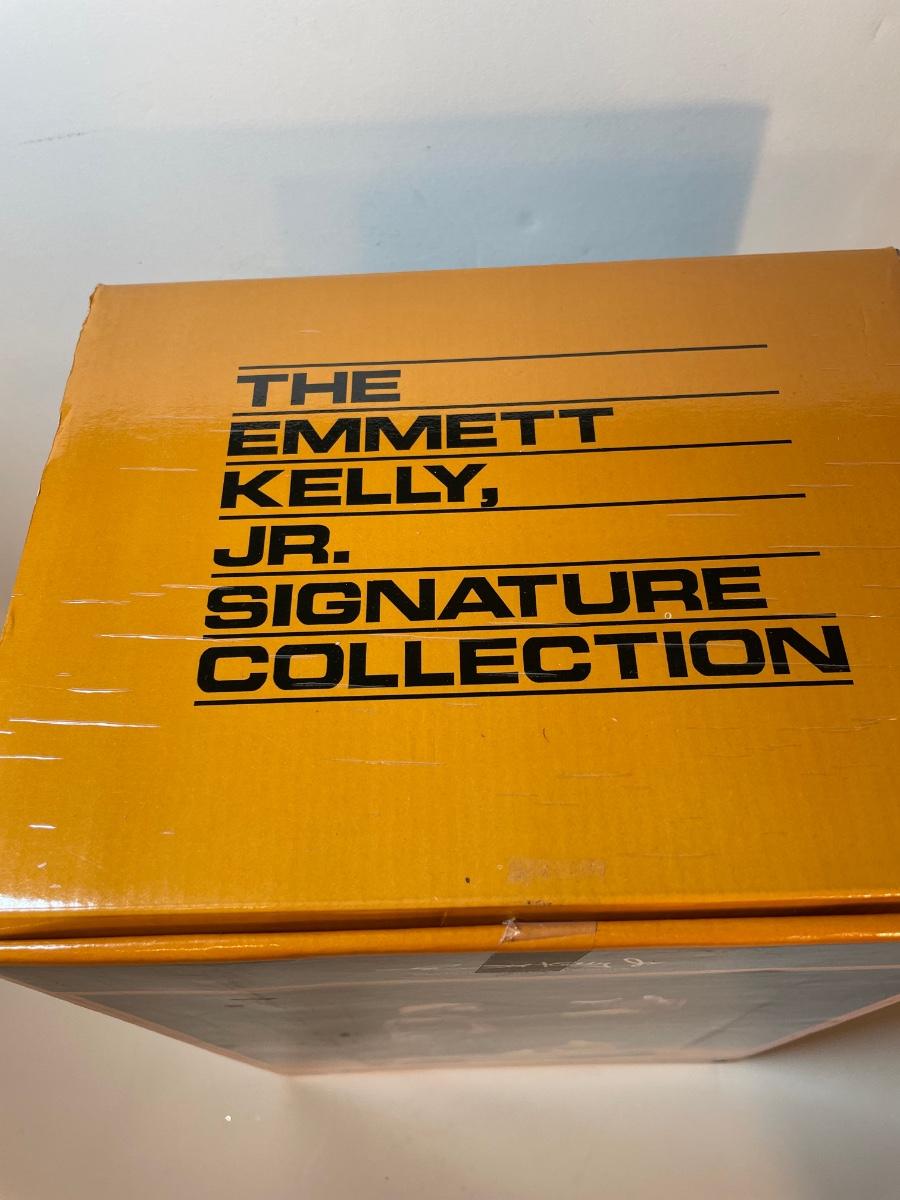 THE
EMMETT
KELLY,
JR.
SIGNATURE
COLLECTION